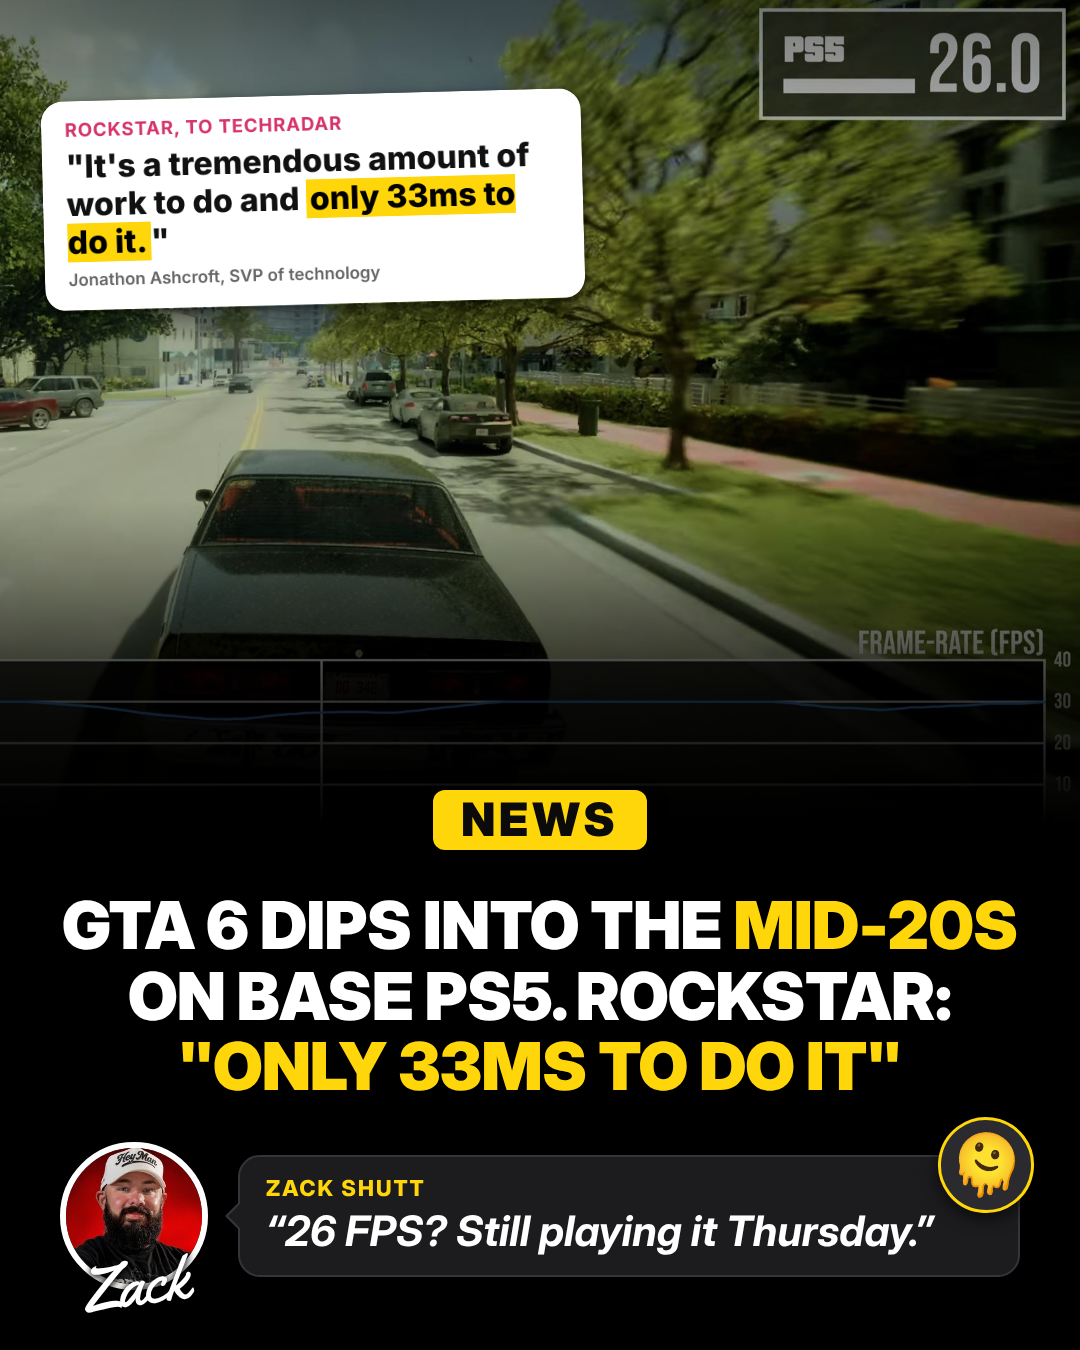 PS5 26.0
ROCKSTAR, TO TECHRADAR
"It's a tremendous amount of
work to do and only 33ms to
do it."
Jonathon Ashcroft, SVP of technology
FRAME-RATE (FPS)
40
30
20
10
NEWS
GTA 6 DIPS INTO THE MID-20S
ON BASE PS5. ROCKSTAR:
"ONLY 33MS TO DO IT"
Hey Man
Zack
ZACK SHUTT
“26 FPS? Still playing it Thursday.”